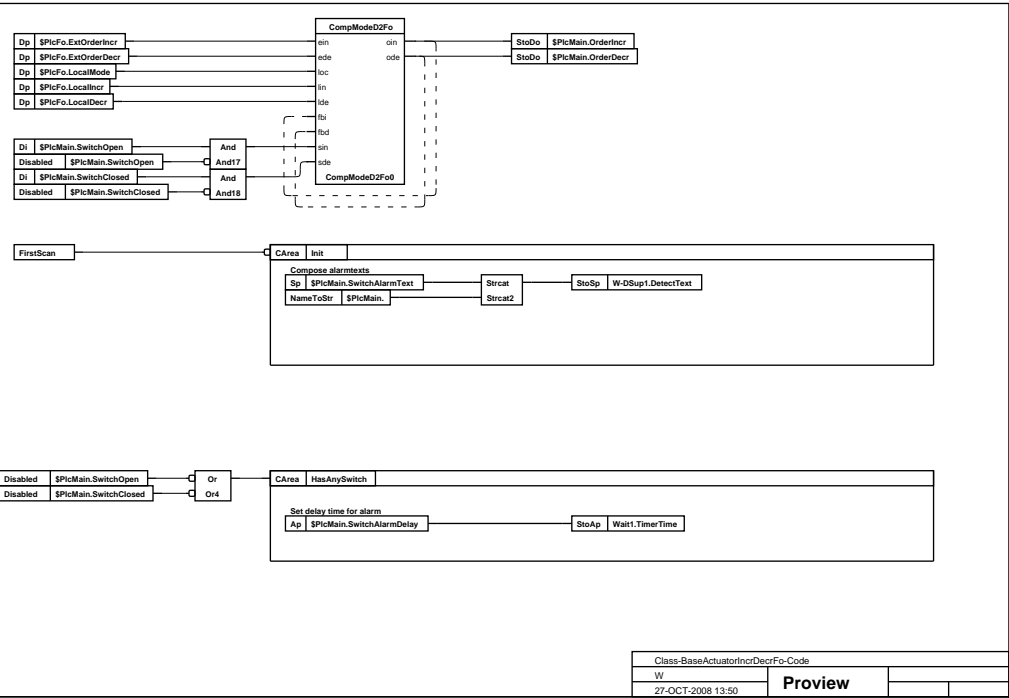 CompModeD2Fo
Dp $PlcFo.ExtOrderIncr ein oin StoDo $PlcMain.OrderIncr
Dp $PlcFo.ExtOrderDecr ede ode StoDo $PlcMain.OrderDecr
Dp $PlcFo.LocalMode loc
Dp $PlcFo.LocalIncr lin
Dp $PlcFo.LocalDecr lde
fbi
fbd
Di $PlcMain.SwitchOpen And sin
Disabled $PlcMain.SwitchOpen And17 sde
Di $PlcMain.SwitchClosed And CompModeD2Fo0
Disabled $PlcMain.SwitchClosed And18
FirstScan CArea Init
Compose alarmtexts
Sp $PlcMain.SwitchAlarmText Strcat StoSp W-DSup1.DetectText
NameToStr $PlcMain. Strcat2
Disabled $PlcMain.SwitchOpen Or CArea HasAnySwitch
Disabled $PlcMain.SwitchClosed Or4
Set delay time for alarm
Ap $PlcMain.SwitchAlarmDelay StoAp Wait1.TimerTime
Class-BaseActuatorIncrDecrFo-Code
W
27-OCT-2008 13:50 Proview